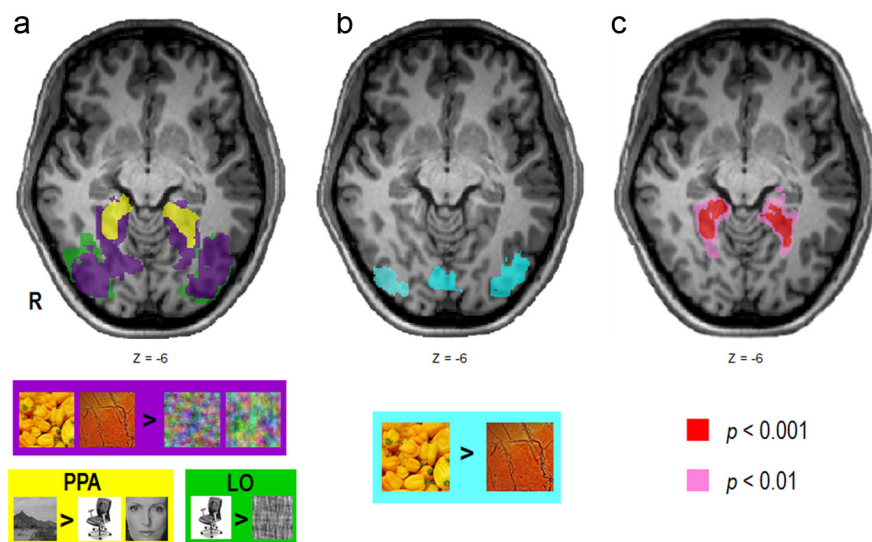 a
b
c
R
Z = -6
Z = -6
Z = -6
>
PPA
>
LO
>
>
p < 0.001
p < 0.01